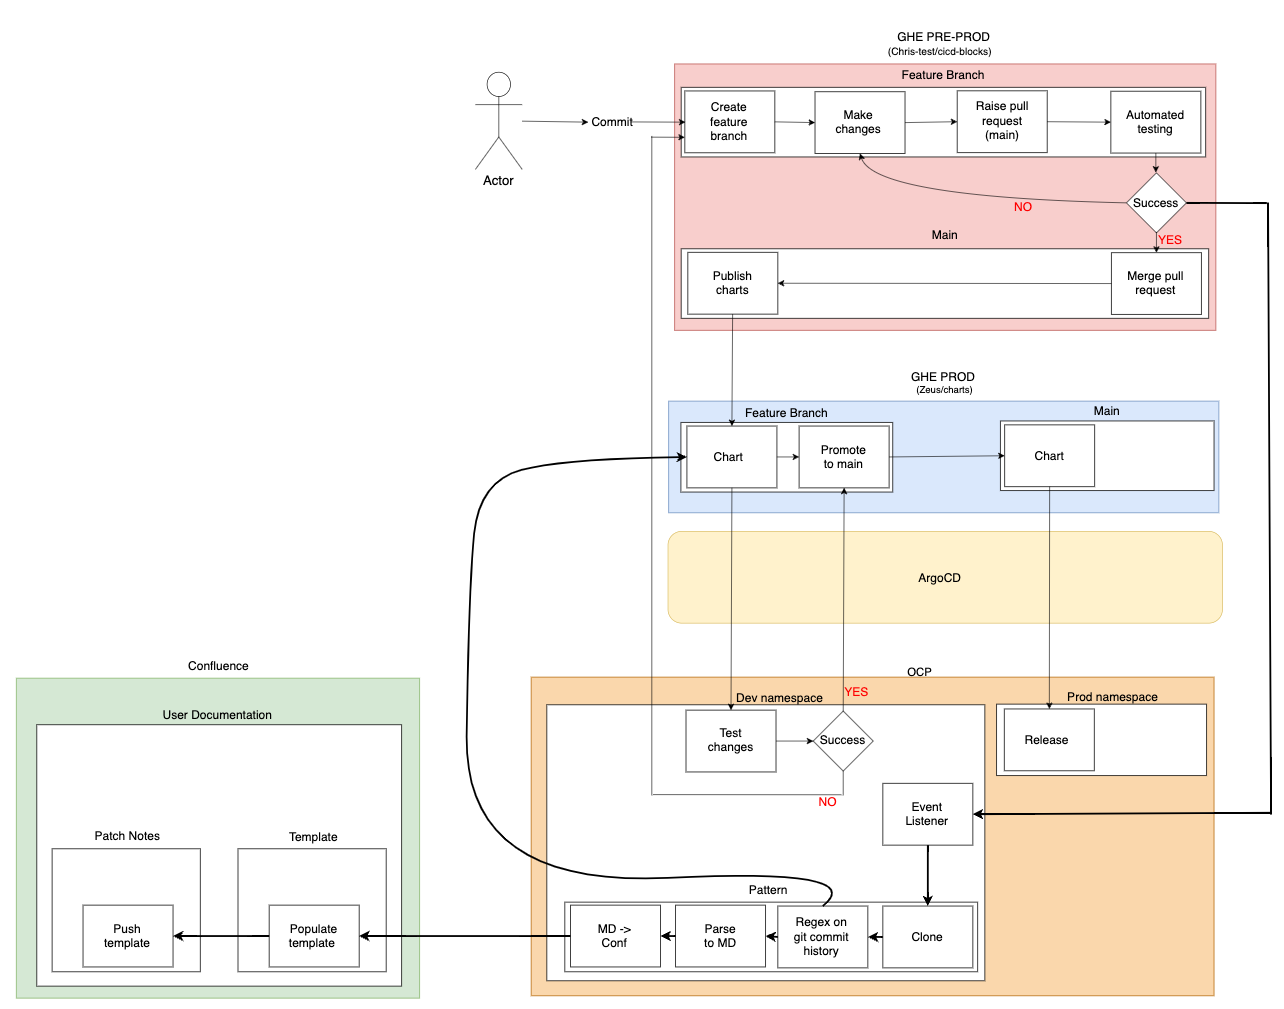 GHE PRE-PROD
(Chris-test/cicd-blocks)
Feature Branch
Create
feature
branch
Make
changes
Raise pull
request
(main)
Automated
testing
Commit
Actor
Success
NO
YES
Main
Publish
charts
Merge pull
request
GHE PROD
(Zeus/charts)
Feature Branch
Main
Chart
Promote
to main
Chart
ArgoCD
OCP
Dev namespace
YES
Prod namespace
Test
changes
Success
Release
NO
Event
Listener
Pattern
MD ->
Conf
Parse
to MD
Regex on
git commit
history
Clone
Confluence
User Documentation
Patch Notes
Template
Push
template
Populate
template